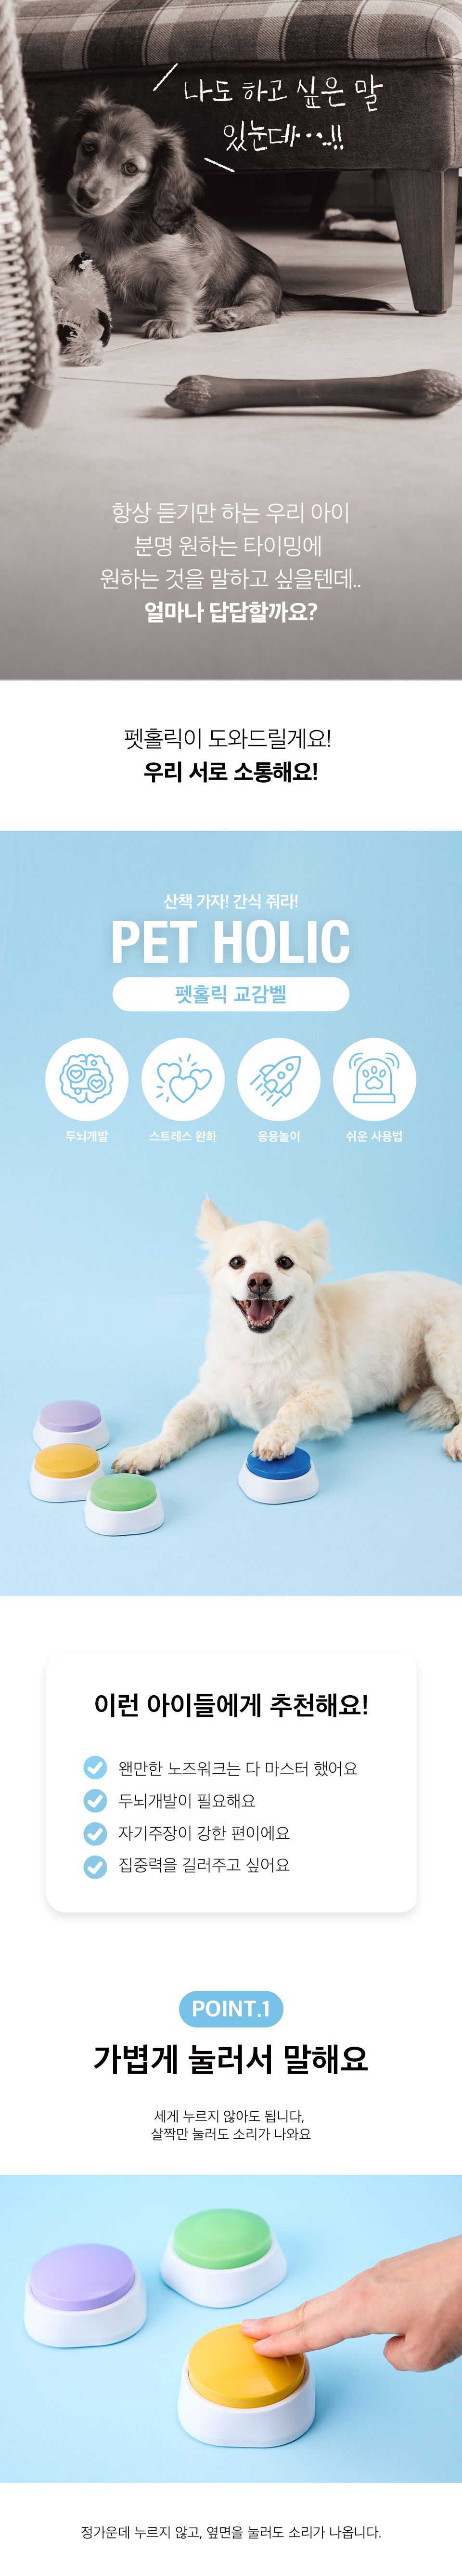 나도 하고 싶은 말
있눈데...!!
항상 듣기만 하는 우리 아이
분명 원하는 타이밍에
원하는 것을 말하고 싶을텐데..
얼마나 답답할까요?
펫홀릭이 도와드릴게요!
우리 서로 소통해요!
산책 가자! 간식 줘라!
PET HOLIC
펫홀릭 교감벨
두뇌개발
스트레스 완화
응용놀이
쉬운 사용법
이런 아이들에게 추천해요!
왠만한 노즈워크는 다 마스터 했어요
두뇌개발이 필요해요
자기주장이 강한 편이에요
집중력을 길러주고 싶어요
POINT.1
가볍게 눌러서 말해요
세게 누르지 않아도 됩니다,
살짝만 눌러도 소리가 나와요
정가운데 누르지 않고, 옆면을 눌러도 소리가 나옵니다.